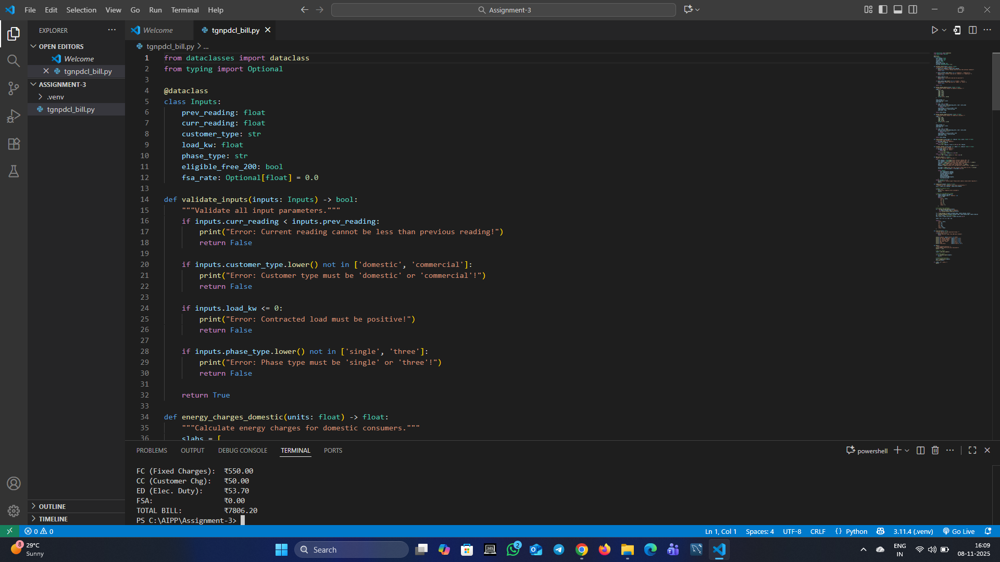 File Edit Selection View Go Run Terminal Help
Assignment-3
EXPLORER
OPEN EDITORS
Welcome
tgnpdcl_bill.py
ASSIGNMENT-3
.venv
tgnpdcl_bill.py
OUTLINE
TIMELINE
Welcome tgnpdcl_bill.py
tgnpdcl_bill.py > ...
1 from dataclasses import dataclass
2 from typing import Optional
3
4 @dataclass
5 class Inputs:
6 prev_reading: float
7 curr_reading: float
8 customer_type: str
9 load_kw: float
10 phase_type: str
11 eligible_free_200: bool
12 fsa_rate: Optional[float] = 0.0
13
14 def validate_inputs(inputs: Inputs) -> bool:
15 """Validate all input parameters."""
16 if inputs.curr_reading < inputs.prev_reading:
17 print("Error: Current reading cannot be less than previous reading!")
18 return False
19
20 if inputs.customer_type.lower() not in ['domestic', 'commercial']:
21 print("Error: Customer type must be 'domestic' or 'commercial'!")
22 return False
23
24 if inputs.load_kw <= 0:
25 print("Error: Contracted load must be positive!")
26 return False
27
28 if inputs.phase_type.lower() not in ['single', 'three']:
29 print("Error: Phase type must be 'single' or 'three'!")
30 return False
31
32 return True
33
34 def energy_charges_domestic(units: float) -> float:
35 """Calculate energy charges for domestic consumers."""
36 slabs = [
PROBLEMS OUTPUT DEBUG CONSOLE TERMINAL PORTS
powershell
FC (Fixed Charges): ₹550.00
CC (Customer Chg): ₹50.00
ED (Elec. Duty): ₹53.70
FSA: ₹0.00
TOTAL BILL: ₹7806.20
PS C:\AIPP\Assignment-3>
0 0
Ln 1, Col 1 Spaces: 4 UTF-8 CRLF {} Python 3.11.4 (.venv) Go Live
8
29°C
Sunny
Search
2
ENG
IN
16:09
08-11-2025